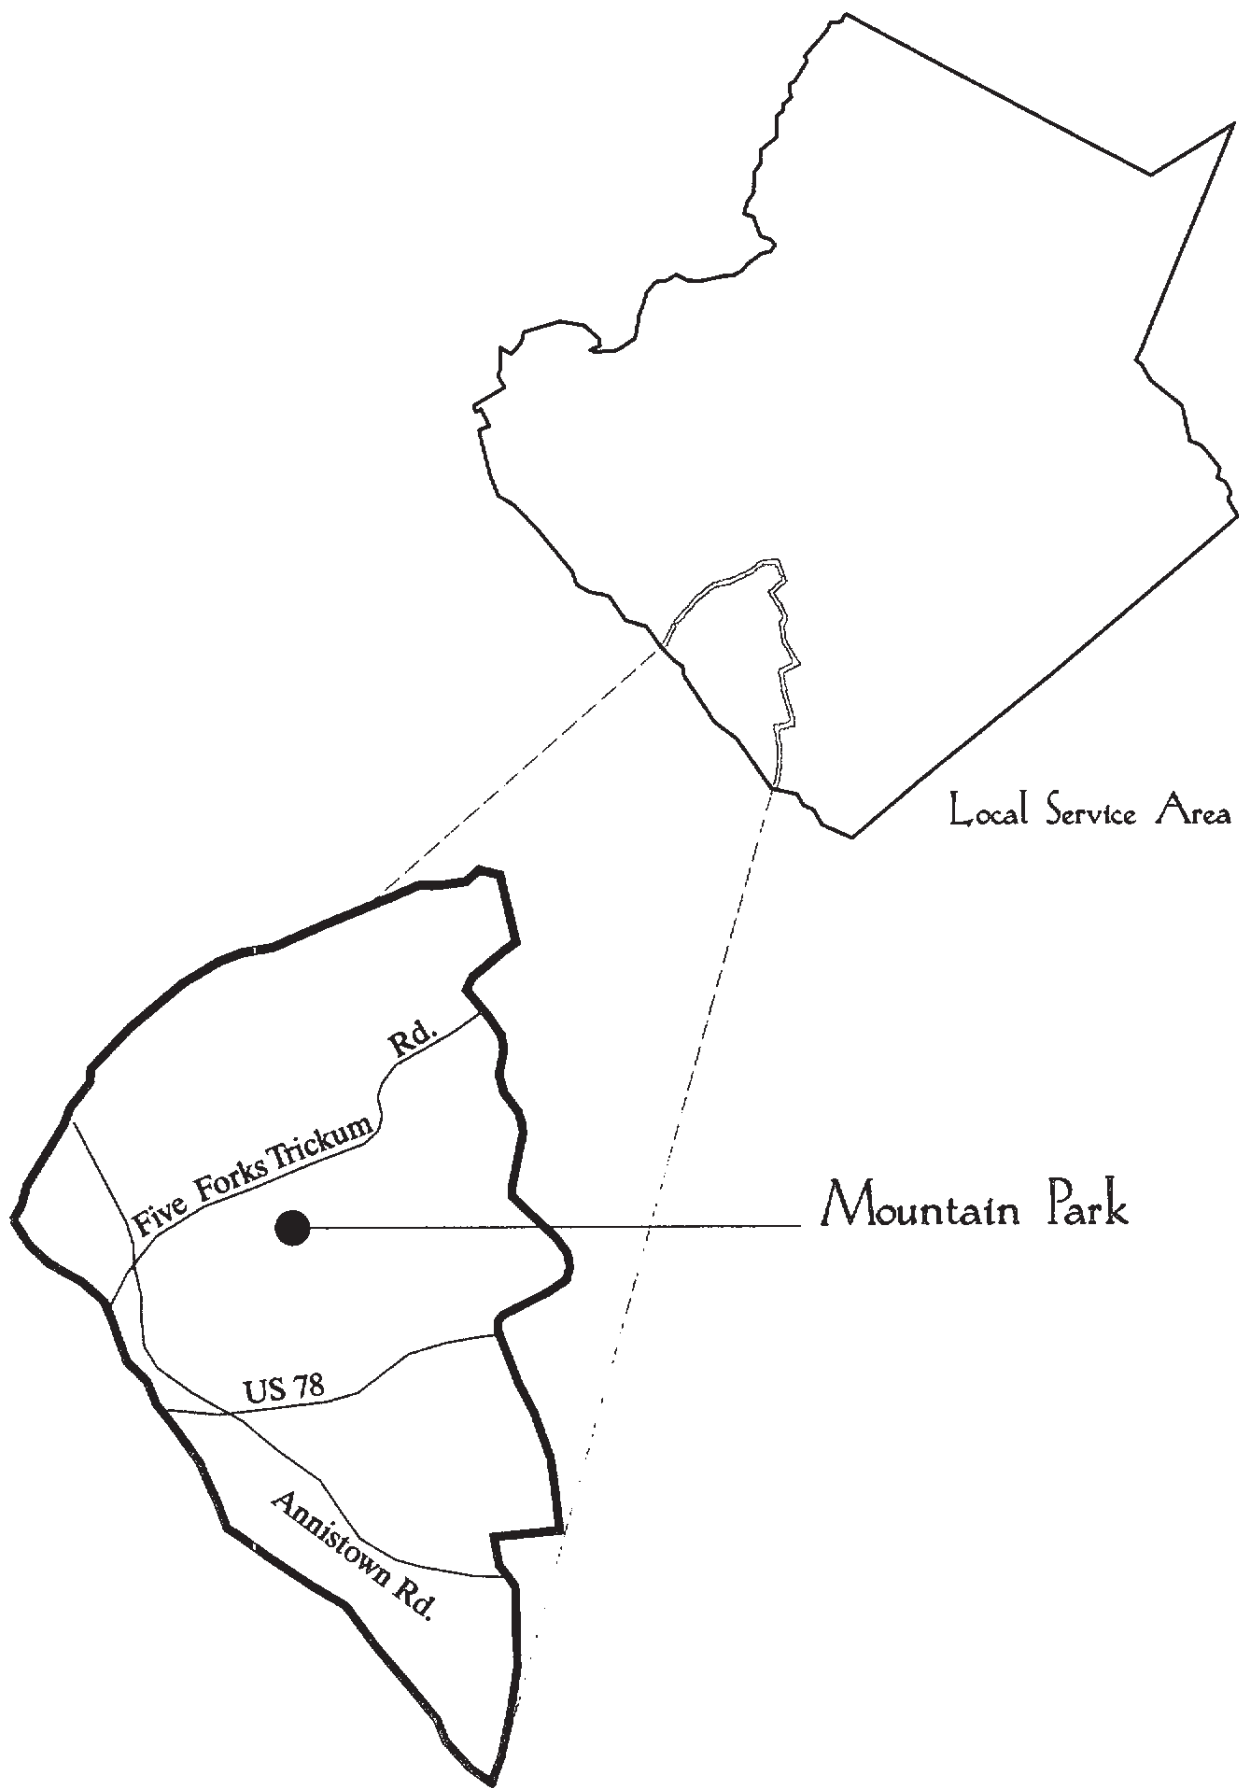 Local Service Area
Five Forks Trickum Rd.
Mountain Park
US 78
Annistown Rd.